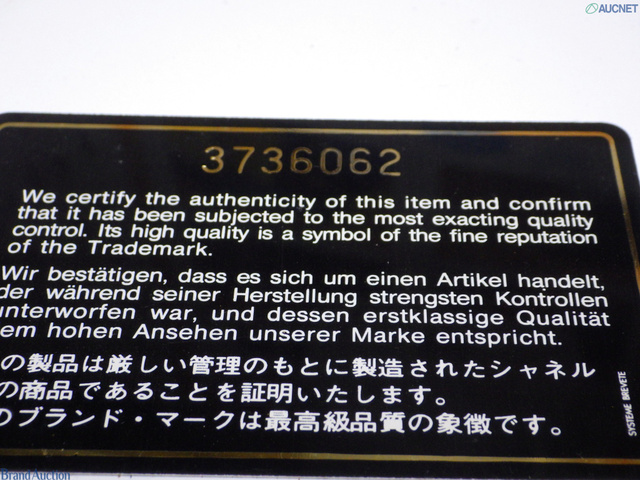 AUCNET
3736062
We certify the authenticity of this item and confirm
that it has been subjected to the most exacting quality
control. Its high quality is a symbol of the fine reputation
of the Trademark.
Wir bestätigen, dass es sich um einen Artikel handelt,
der während seiner Herstellung strengsten Kontrollen
unterworfen war, und dessen erstklassige Qualität
em hohen Ansehen unserer Marke entspricht.
の製品は厳しい管理のもとに製造されたシャネル
の商品であることを証明いたします。
のブランド・マークは最高級品質の象徴です。
SYSTEME BREVETE
Brand Auction